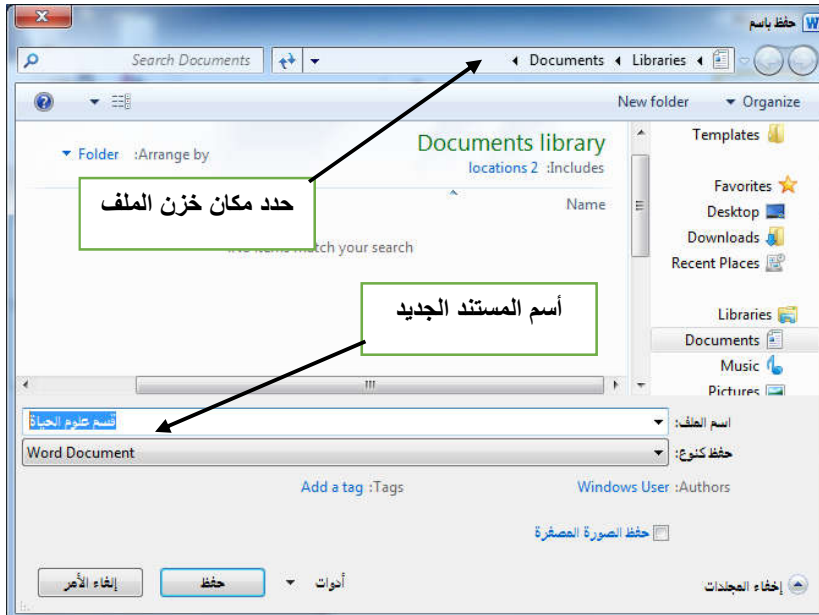 حفظ باسم
Libraries Documents Search Documents
Organize New folder
Templates
Favorites
Desktop
Downloads
Recent Places
Libraries
Documents
Music
Pictures
Documents library
Includes: 2 locations
Arrange by: Folder
Name
حدد مكان خزن الملف
match your search
أسم المستند الجديد
اسم الملف: قسم علوم الحياة
حفظ كنوع: Word Document
Authors: Windows User Tags: Add a tag
حفظ الصورة المصغرة
إخفاء المجلدات أدوات حفظ إلغاء الأمر